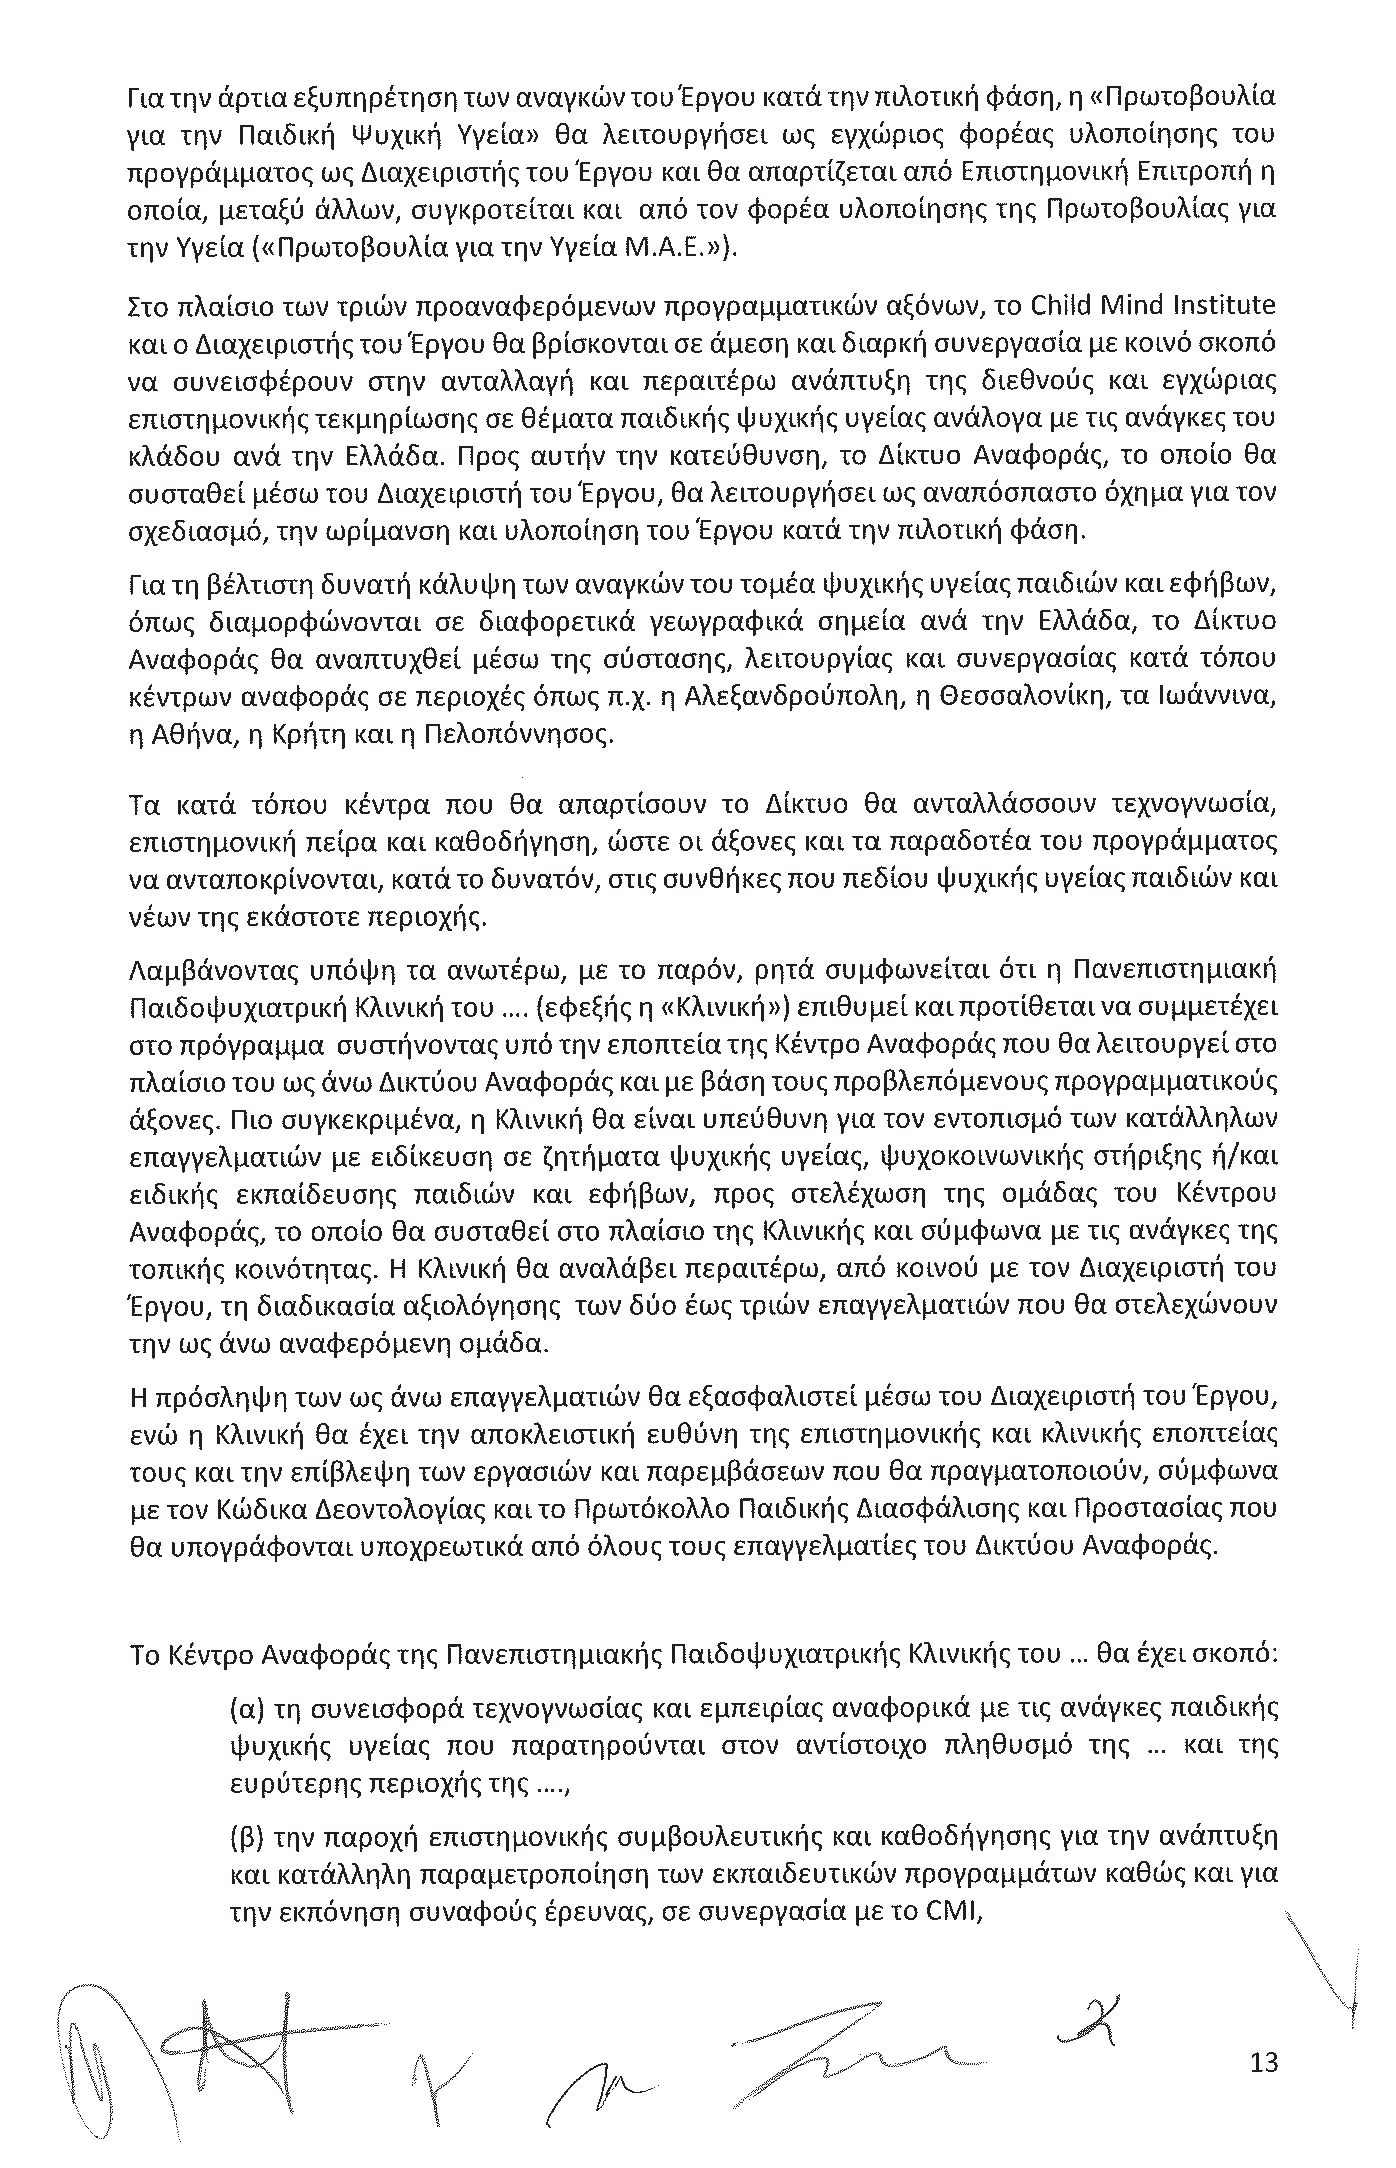 Για την άρτια εξυπηρέτηση των αναγκών του Έργου κατά την πιλοτική φάση, η «Πρωτοβουλία
για την Παιδική Ψυχική Υγεία» θα λειτουργήσει ως εγχώριος φορέας υλοποίησης του
προγράμματος ως Διαχειριστής του Έργου και θα απαρτίζεται από Επιστημονική Επιτροπή η
οποία, μεταξύ άλλων, συγκροτείται και από τον φορέα υλοποίησης της Πρωτοβουλίας για
την Υγεία («Πρωτοβουλία για την Υγεία Μ.Α.Ε.»).
Στο πλαίσιο των τριών προαναφερόμενων προγραμματικών αξόνων, το Child Mind Institute
και ο Διαχειριστής του Έργου θα βρίσκονται σε άμεση και διαρκή συνεργασία με κοινό σκοπό
να συνεισφέρουν στην ανταλλαγή και περαιτέρω ανάπτυξη της διεθνούς και εγχώριας
επιστημονικής τεκμηρίωσης σε θέματα παιδικής ψυχικής υγείας ανάλογα με τις ανάγκες του
κλάδου ανά την Ελλάδα. Προς αυτήν την κατεύθυνση, το Δίκτυο Αναφοράς, το οποίο θα
συσταθεί μέσω του Διαχειριστή του Έργου, θα λειτουργήσει ως αναπόσπαστο όχημα για τον
σχεδιασμό, την ωρίμανση και υλοποίηση του Έργου κατά την πιλοτική φάση.
Για τη βέλτιστη δυνατή κάλυψη των αναγκών του τομέα ψυχικής υγείας παιδιών και εφήβων,
όπως διαμορφώνονται σε διαφορετικά γεωγραφικά σημεία ανά την Ελλάδα, το Δίκτυο
Αναφοράς θα αναπτυχθεί μέσω της σύστασης, λειτουργίας και συνεργασίας κατά τόπου
κέντρων αναφοράς σε περιοχές όπως π.χ. η Αλεξανδρούπολη, η Θεσσαλονίκη, τα Ιωάννινα,
η Αθήνα, η Κρήτη και η Πελοπόννησος.
Τα κατά τόπου κέντρα που θα απαρτίσουν το Δίκτυο θα ανταλλάσσουν τεχνογνωσία,
επιστημονική πείρα και καθοδήγηση, ώστε οι άξονες και τα παραδοτέα του προγράμματος
να ανταποκρίνονται, κατά το δυνατόν, στις συνθήκες που πεδίου ψυχικής υγείας παιδιών και
νέων της εκάστοτε περιοχής.
Λαμβάνοντας υπόψη τα ανωτέρω, με το παρόν, ρητά συμφωνείται ότι η Πανεπιστημιακή
Παιδοψυχιατρική Κλινική του .... (εφεξής η «Κλινική») επιθυμεί και προτίθεται να συμμετέχει
στο πρόγραμμα συστήνοντας υπό την εποπτεία της Κέντρο Αναφοράς που θα λειτουργεί στο
πλαίσιο του ως άνω Δικτύου Αναφοράς και με βάση τους προβλεπόμενους προγραμματικούς
άξονες. Πιο συγκεκριμένα, η Κλινική θα είναι υπεύθυνη για τον εντοπισμό των κατάλληλων
επαγγελματιών με ειδίκευση σε ζητήματα ψυχικής υγείας, ψυχοκοινωνικής στήριξης ή/και
ειδικής εκπαίδευσης παιδιών και εφήβων, προς στελέχωση της ομάδας του Κέντρου
Αναφοράς, το οποίο θα συσταθεί στο πλαίσιο της Κλινικής και σύμφωνα με τις ανάγκες της
τοπικής κοινότητας. Η Κλινική θα αναλάβει περαιτέρω, από κοινού με τον Διαχειριστή του
Έργου, τη διαδικασία αξιολόγησης των δύο έως τριών επαγγελματιών που θα στελεχώνουν
την ως άνω αναφερόμενη ομάδα.
Η πρόσληψη των ως άνω επαγγελματιών θα εξασφαλιστεί μέσω του Διαχειριστή του Έργου,
ενώ η Κλινική θα έχει την αποκλειστική ευθύνη της επιστημονικής και κλινικής εποπτείας
τους και την επίβλεψη των εργασιών και παρεμβάσεων που θα πραγματοποιούν, σύμφωνα
με τον Κώδικα Δεοντολογίας και το Πρωτόκολλο Παιδικής Διασφάλισης και Προστασίας που
θα υπογράφονται υποχρεωτικά από όλους τους επαγγελματίες του Δικτύου Αναφοράς.
Το Κέντρο Αναφοράς της Πανεπιστημιακής Παιδοψυχιατρικής Κλινικής του ... θα έχει σκοπό:
(α) τη συνεισφορά τεχνογνωσίας και εμπειρίας αναφορικά με τις ανάγκες παιδικής
ψυχικής υγείας που παρατηρούνται στον αντίστοιχο πληθυσμό της ... και της
ευρύτερης περιοχής της ....,
(β) την παροχή επιστημονικής συμβουλευτικής και καθοδήγησης για την ανάπτυξη
και κατάλληλη παραμετροποίηση των εκπαιδευτικών προγραμμάτων καθώς και για
την εκπόνηση συναφούς έρευνας, σε συνεργασία με το CMI,
13